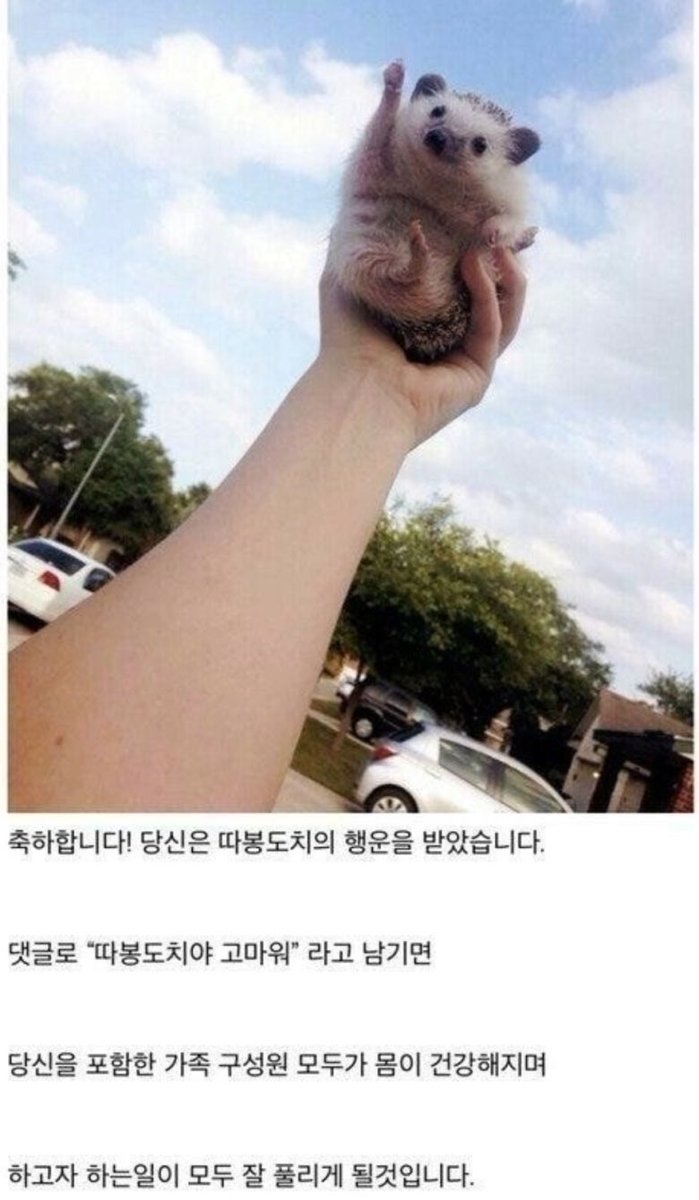 축하합니다! 당신은 따봉도치의 행운을 받았습니다.
댓글로 “따봉도치야 고마워” 라고 남기면
당신을 포함한 가족 구성원 모두가 몸이 건강해지며
하고자 하는일이 모두 잘 풀리게 될것입니다.